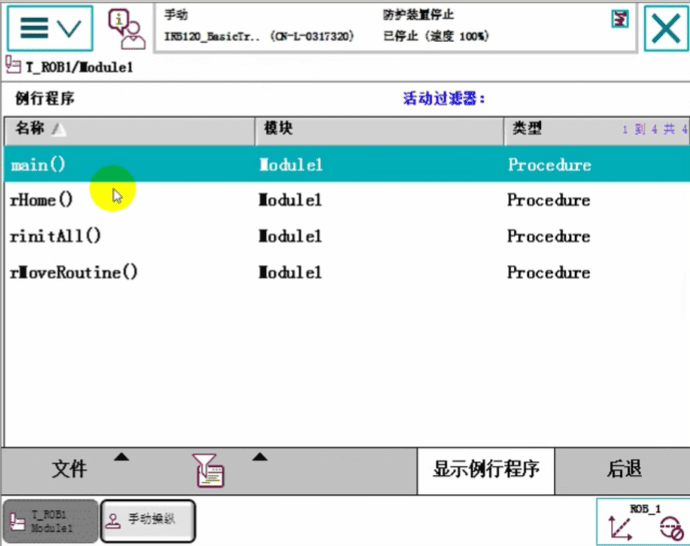 手动
防护装置停止
IRB120_BasicTr.. (CN-L-0317320)
已停止 (速度 100%)
T_ROB1/Module1
例行程序
活动过滤器:
名称
模块
类型
1 到 4 共 4
main()
Module1
Procedure
rHome()
Module1
Procedure
rinitAll()
Module1
Procedure
rMoveRoutine()
Module1
Procedure
文件
显示例行程序
后退
T_ROB1
Module1
手动操纵
ROB_1